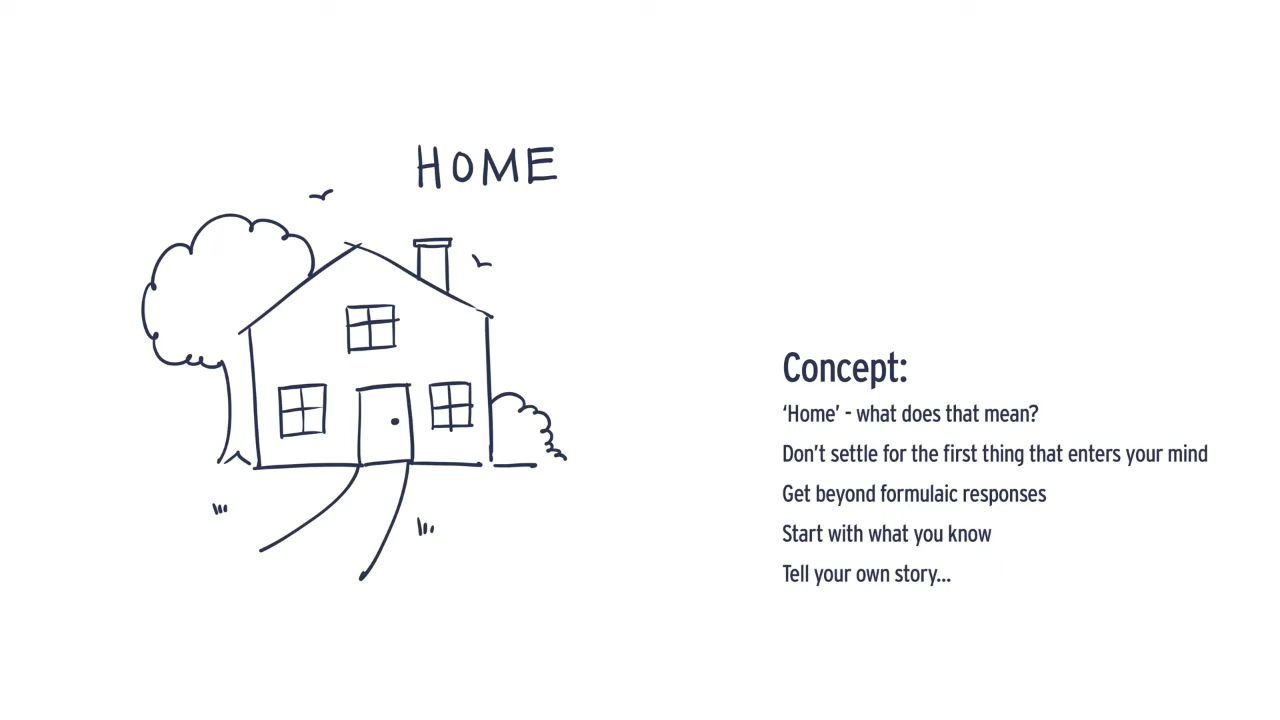 HOME
Concept:
‘Home’ - what does that mean?
Don’t settle for the first thing that enters your mind
Get beyond formulaic responses
Start with what you know
Tell your own story...